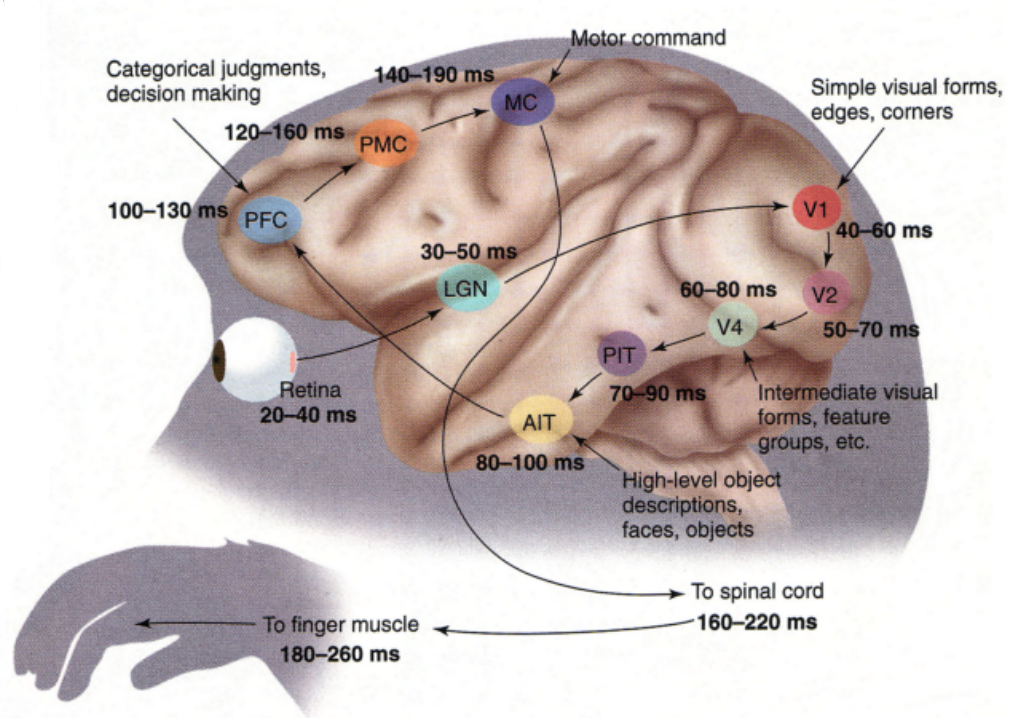 Motor command
Categorical judgments,
decision making
140–190 ms
MC
Simple visual forms,
edges, corners
120–160 ms
PMC
100–130 ms
PFC
V1
40–60 ms
30–50 ms
LGN
60–80 ms
V2
V4
50–70 ms
PIT
Retina
20–40 ms
70–90 ms
Intermediate visual
forms, feature
groups, etc.
AIT
80–100 ms
High-level object
descriptions,
faces, objects
To spinal cord
160–220 ms
To finger muscle
180–260 ms